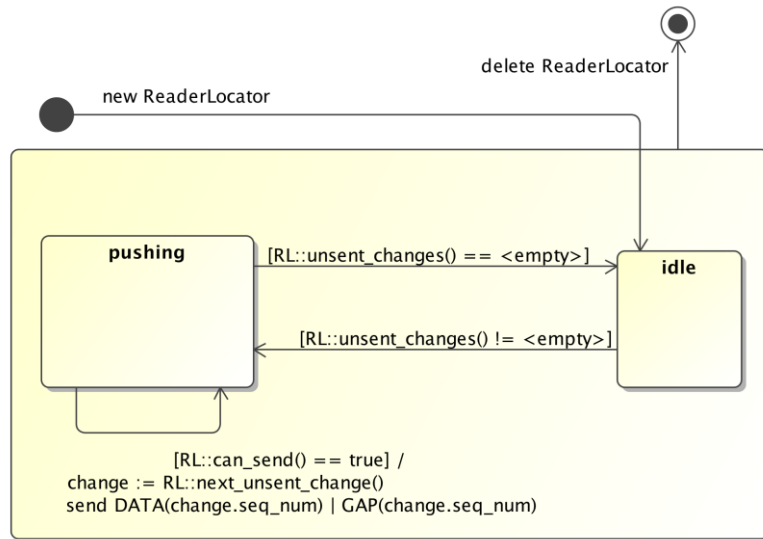 delete ReaderLocator
new ReaderLocator
pushing
[RL::unsent_changes() == <empty>]
idle
[RL::unsent_changes() != <empty>]
[RL::can_send() == true] /
change := RL::next_unsent_change()
send DATA(change.seq_num) | GAP(change.seq_num)